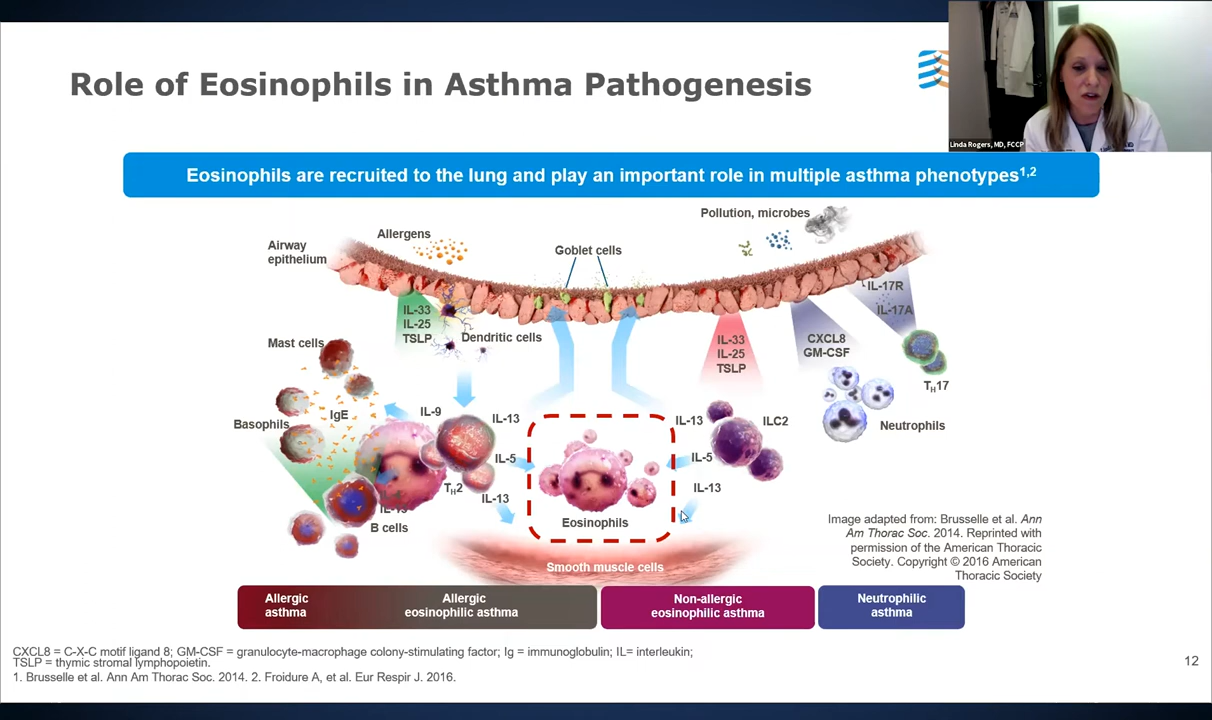 Role of Eosinophils in Asthma Pathogenesis
Linda Rogers, MD, FCCP
Eosinophils are recruited to the lung and play an important role in multiple asthma phenotypes1,2
Pollution, microbes
Allergens
Airway
epithelium
Goblet cells
IL-17R
IL-17A
IL-33
IL-25
TSLP
Dendritic cells
Mast cells
IL-33
IL-25
TSLP
CXCL8
GM-CSF
TH17
IgE
IL-9
IL-13
Basophils
IL-13
ILC2
Neutrophils
IL-5
IL-5
TH2
IL-13
IL-13
B cells
Eosinophils
Smooth muscle cells
Image adapted from: Brusselle et al. Ann
Am Thorac Soc. 2014. Reprinted with
permission of the American Thoracic
Society. Copyright © 2016 American
Thoracic Society
Allergic
asthma
Allergic
eosinophilic asthma
Non-allergic
eosinophilic asthma
Neutrophilic
asthma
CXCL8 = C-X-C motif ligand 8; GM-CSF = granulocyte-macrophage colony-stimulating factor; Ig = immunoglobulin; IL= interleukin;
TSLP = thymic stromal lymphopoietin.
1. Brusselle et al. Ann Am Thorac Soc. 2014. 2. Froidure A, et al. Eur Respir J. 2016.
12